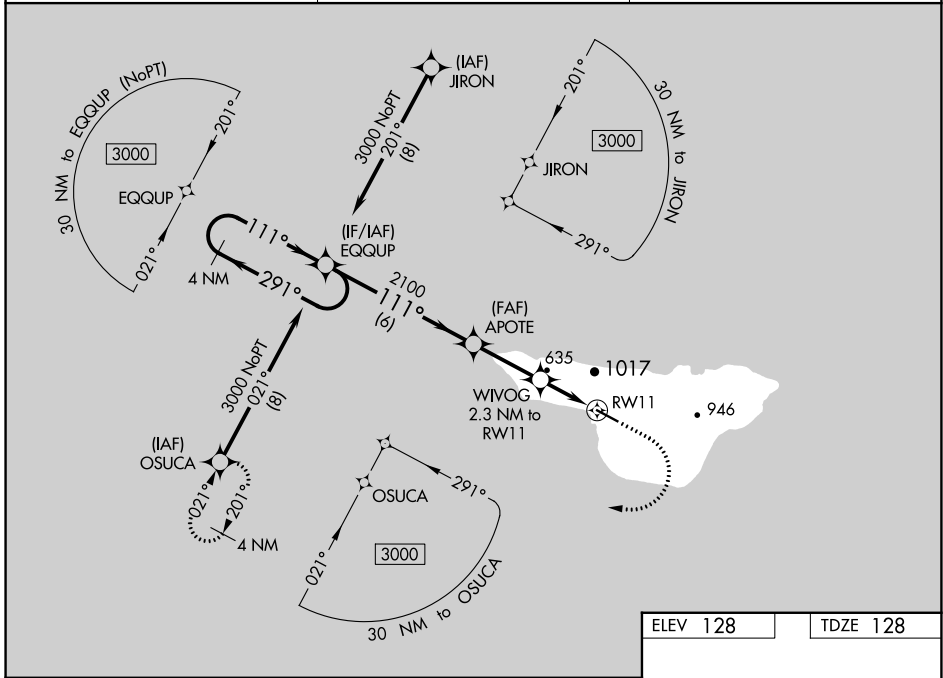 30 NM to EQQUP (NoPT)
3000
201°
EQQUP
021°
(IAF)
JIRON
3000 NoPT
201°
(8)
201°
30 NM to JIRON
3000
JIRON
291°
111°
4 NM
291°
(IF/IAF)
EQQUP
2100
111°
(6)
(FAF)
APOTE
635
1017
WIVOG
2.3 NM to
RW11
RW11
946
3000 NoPT
021°
(8)
(IAF)
OSUCA
021°
201°
4 NM
OSUCA
291°
021°
3000
30 NM to OSUCA
ELEV 128
TDZE 128